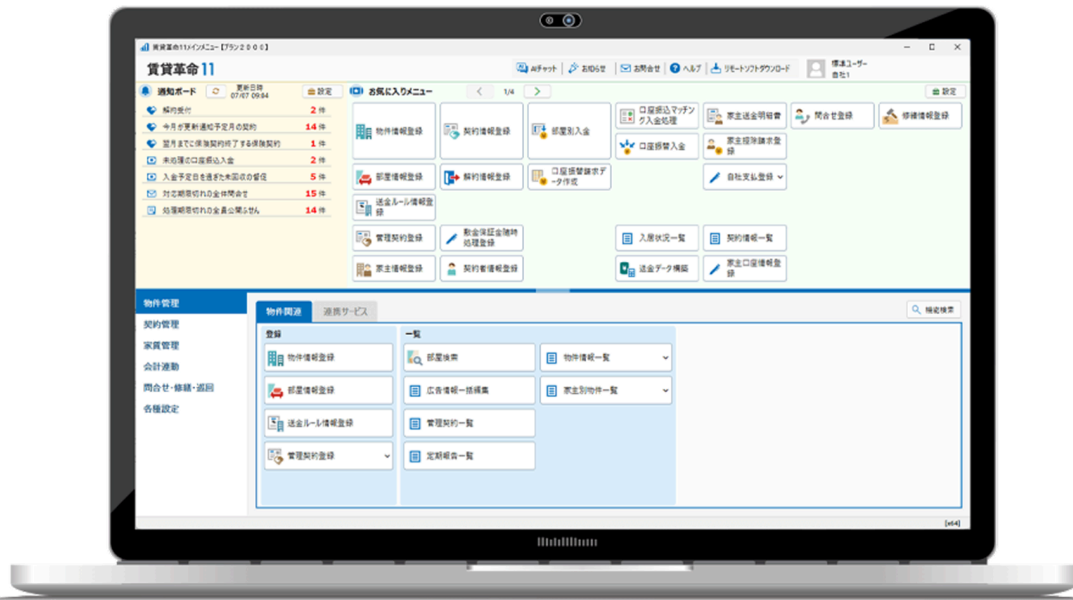 賃貸革命11メインメニュー【プラン2000】
賃貸革命11
AIチャット
お知らせ
お問合せ
ヘルプ
リモートソフトダウンロード
標準ユーザー
自社1
通知ボード
更新日時
07/07 09:04
設定
解約受付 2件
今月が更新通知予定月の契約 14件
翌月までに保険契約終了する保険契約 1件
未処理の口座振込入金 2件
入金予定日を過ぎた未回収の督促 5件
対応期限切れの全体問合せ 15件
処理期限切れの全員公開ふせん 14件
お気に入りメニュー
1/4
設定
物件情報登録
契約情報登録
部屋別入金
口座振込マッチング入金処理
家主送金明細書
問合せ登録
修繕情報登録
口座振替入金
家主控除請求登録
部屋情報登録
解約情報登録
口座振替請求データ作成
自社支払登録
送金ルール情報登録
管理契約登録
敷金保証金随時処理登録
入居状況一覧
契約情報一覧
家主情報登録
契約者情報登録
送金データ構築
家主口座情報登録
物件管理
契約管理
家賃管理
会計連動
問合せ・修繕・巡回
各種設定
物件関連
連携サービス
機能検索
登録
一覧
物件情報登録
部屋検索
物件情報一覧
部屋情報登録
広告情報一括編集
家主別物件一覧
送金ルール情報登録
管理契約一覧
管理契約登録
定期報告一覧
[x64]